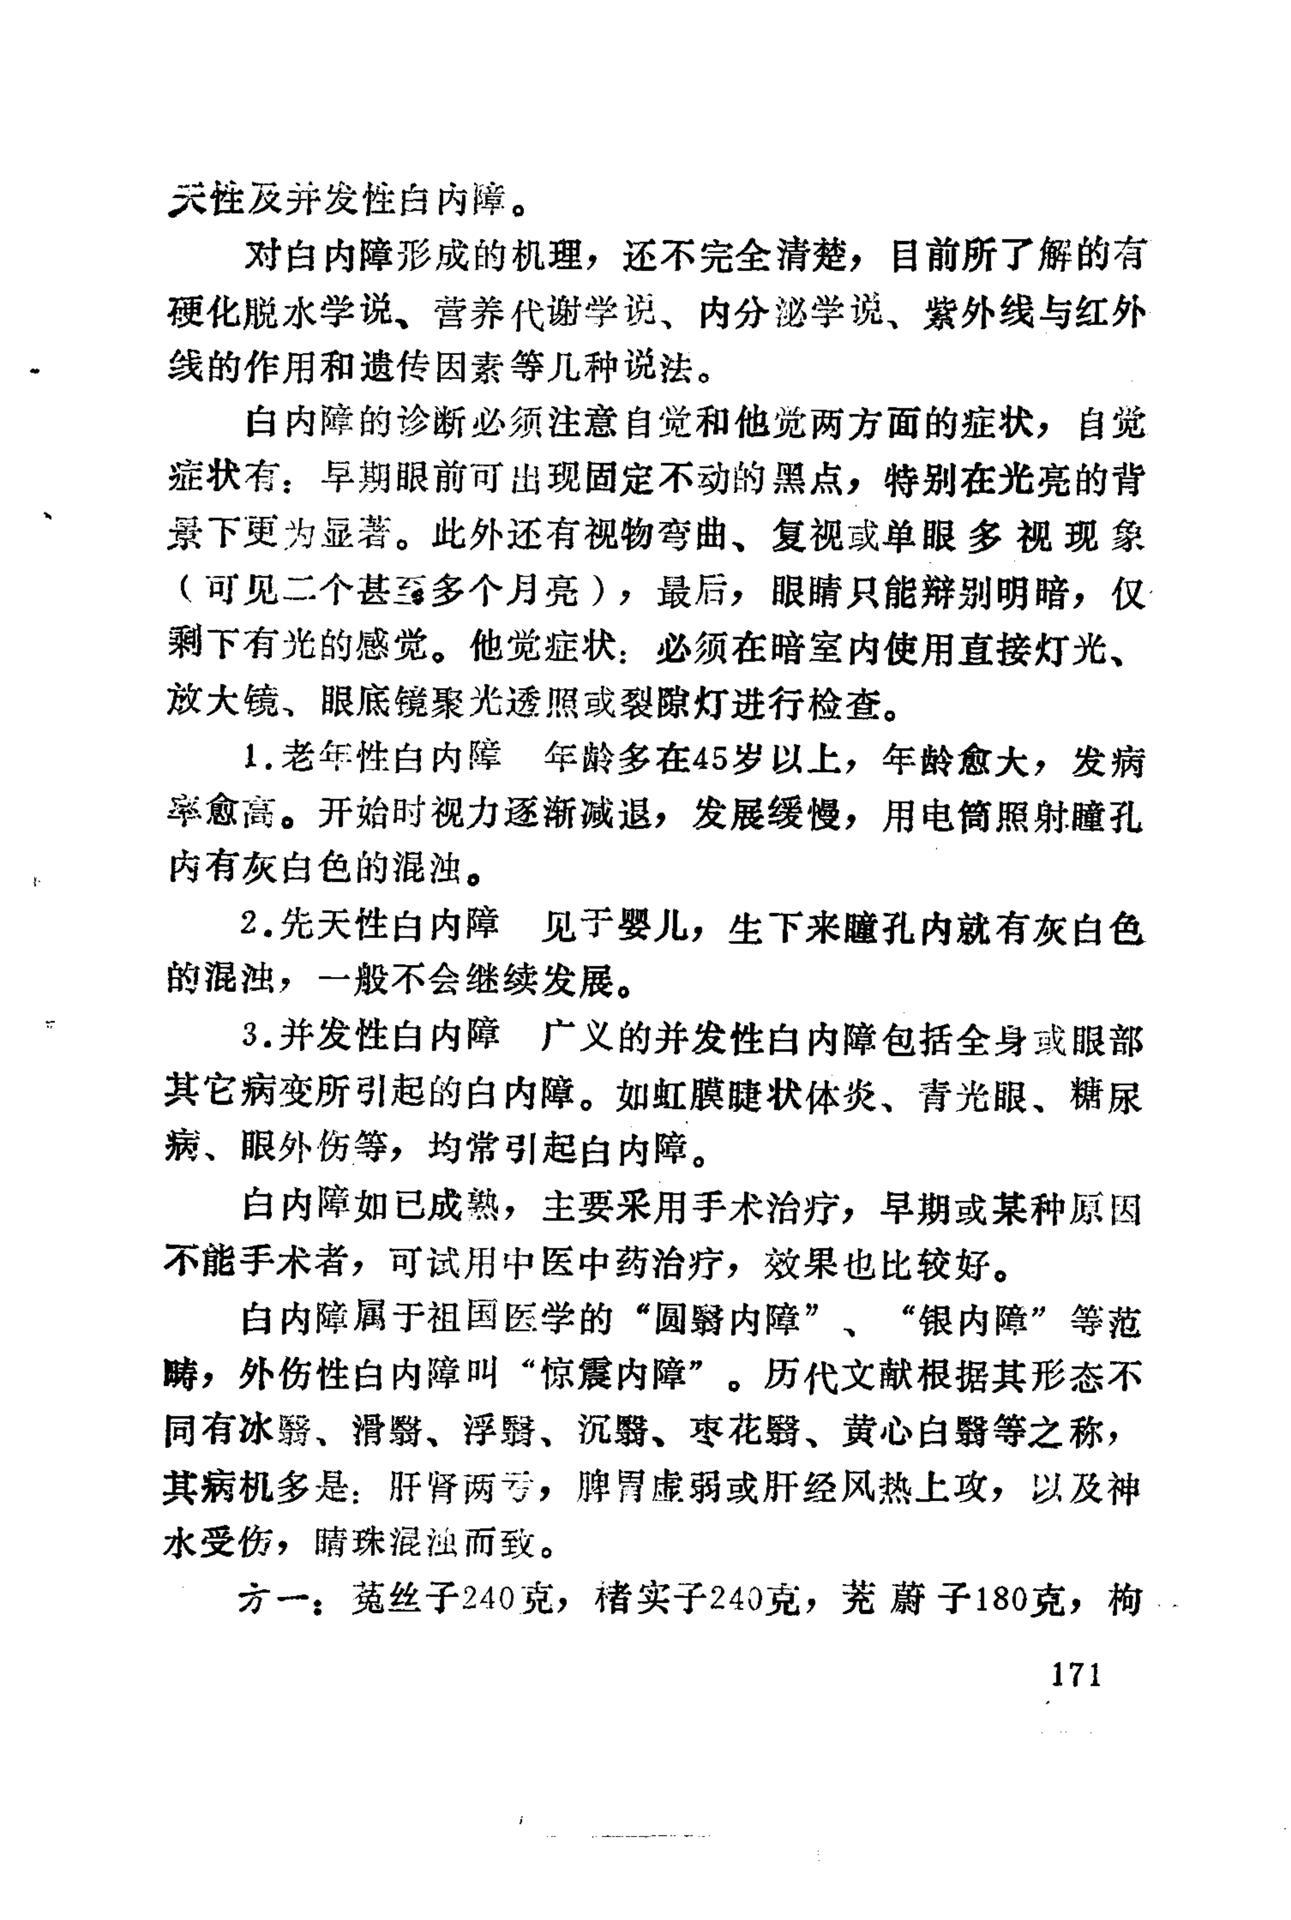 天性及并发性白内障。
对白内障形成的机理，还不完全清楚，目前所了解的有
硬化脱水学说、营养代谢学说、内分泌学说、紫外线与红外
线的作用和遗传因素等几种说法。
白内障的诊断必须注意自觉和他觉两方面的症状，自觉
症状有：早期眼前可出现固定不动的黑点，特别在光亮的背
景下更为显著。此外还有视物弯曲、复视或单眼多视现象
（可见二个甚至多个月亮），最后，眼睛只能辩别明暗，仅
剩下有光的感觉。他觉症状：必须在暗室内使用直接灯光、
放大镜、眼底镜聚光透照或裂隙灯进行检查。
1.老年性白内障　年龄多在45岁以上，年龄愈大，发病
率愈高。开始时视力逐渐减退，发展缓慢，用电筒照射瞳孔
内有灰白色的混浊。
2.先天性白内障　见于婴儿，生下来瞳孔内就有灰白色
的混浊，一般不会继续发展。
3.并发性白内障　广义的并发性白内障包括全身或眼部
其它病变所引起的白内障。如虹膜睫状体炎、青光眼、糖尿
病、眼外伤等，均常引起白内障。
白内障如已成熟，主要采用手术治疗，早期或某种原因
不能手术者，可试用中医中药治疗，效果也比较好。
白内障属于祖国医学的“圆翳内障”、“银内障”等范
畴，外伤性白内障叫“惊震内障”。历代文献根据其形态不
同有冰翳、滑翳、浮翳、沉翳、枣花翳、黄心白翳等之称，
其病机多是：肝肾两亏，脾胃虚弱或肝经风热上攻，以及神
水受伤，睛珠混浊而致。
方一：菟丝子240克，楮实子240克，茺蔚子180克，枸
171